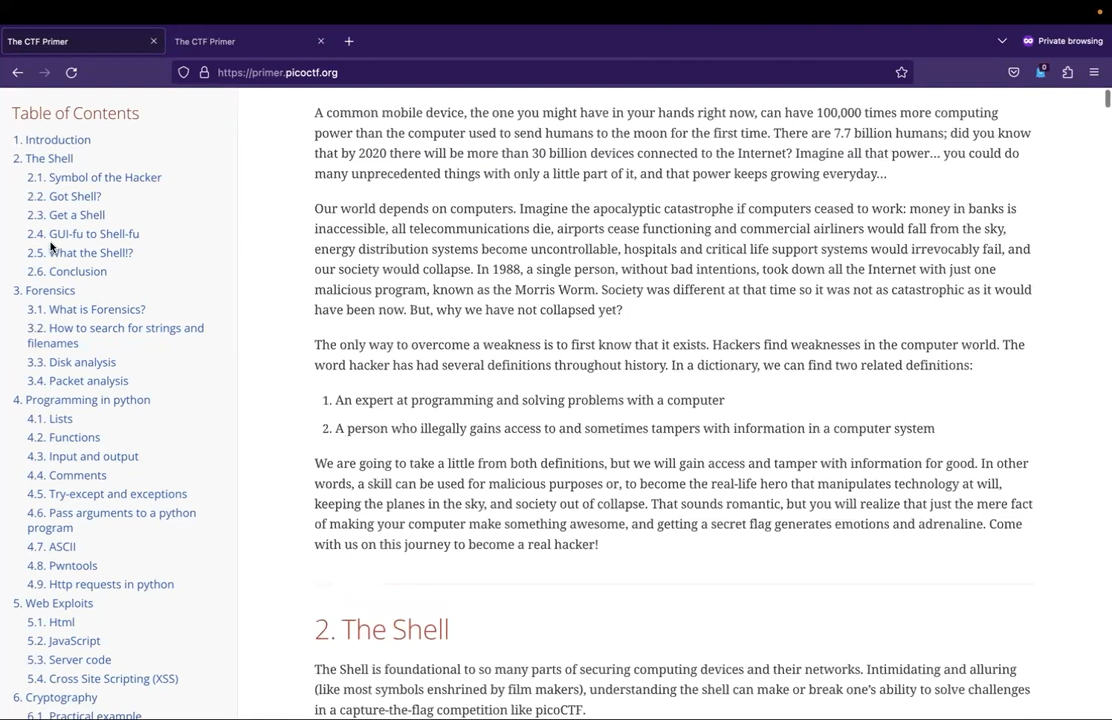 The CTF Primer
The CTF Primer
Private browsing
https://primer.picoctf.org
0
Table of Contents
1. Introduction
2. The Shell
2.1. Symbol of the Hacker
2.2. Got Shell?
2.3. Get a Shell
2.4. GUI-fu to Shell-fu
2.5. What the Shell!?
2.6. Conclusion
3. Forensics
3.1. What is Forensics?
3.2. How to search for strings and
filenames
3.3. Disk analysis
3.4. Packet analysis
4. Programming in python
4.1. Lists
4.2. Functions
4.3. Input and output
4.4. Comments
4.5. Try-except and exceptions
4.6. Pass arguments to a python
program
4.7. ASCII
4.8. Pwntools
4.9. Http requests in python
5. Web Exploits
5.1. Html
5.2. JavaScript
5.3. Server code
5.4. Cross Site Scripting (XSS)
6. Cryptography
6.1. Practical example
A common mobile device, the one you might have in your hands right now, can have 100,000 times more computing
power than the computer used to send humans to the moon for the first time. There are 7.7 billion humans; did you know
that by 2020 there will be more than 30 billion devices connected to the Internet? Imagine all that power… you could do
many unprecedented things with only a little part of it, and that power keeps growing everyday…
Our world depends on computers. Imagine the apocalyptic catastrophe if computers ceased to work: money in banks is
inaccessible, all telecommunications die, airports cease functioning and commercial airliners would fall from the sky,
energy distribution systems become uncontrollable, hospitals and critical life support systems would irrevocably fail, and
our society would collapse. In 1988, a single person, without bad intentions, took down all the Internet with just one
malicious program, known as the Morris Worm. Society was different at that time so it was not as catastrophic as it would
have been now. But, why we have not collapsed yet?
The only way to overcome a weakness is to first know that it exists. Hackers find weaknesses in the computer world. The
word hacker has had several definitions throughout history. In a dictionary, we can find two related definitions:
1. An expert at programming and solving problems with a computer
2. A person who illegally gains access to and sometimes tampers with information in a computer system
We are going to take a little from both definitions, but we will gain access and tamper with information for good. In other
words, a skill can be used for malicious purposes or, to become the real-life hero that manipulates technology at will,
keeping the planes in the sky, and society out of collapse. That sounds romantic, but you will realize that just the mere fact
of making your computer make something awesome, and getting a secret flag generates emotions and adrenaline. Come
with us on this journey to become a real hacker!
2. The Shell
The Shell is foundational to so many parts of securing computing devices and their networks. Intimidating and alluring
(like most symbols enshrined by film makers), understanding the shell can make or break one's ability to solve challenges
in a capture-the-flag competition like picoCTF.